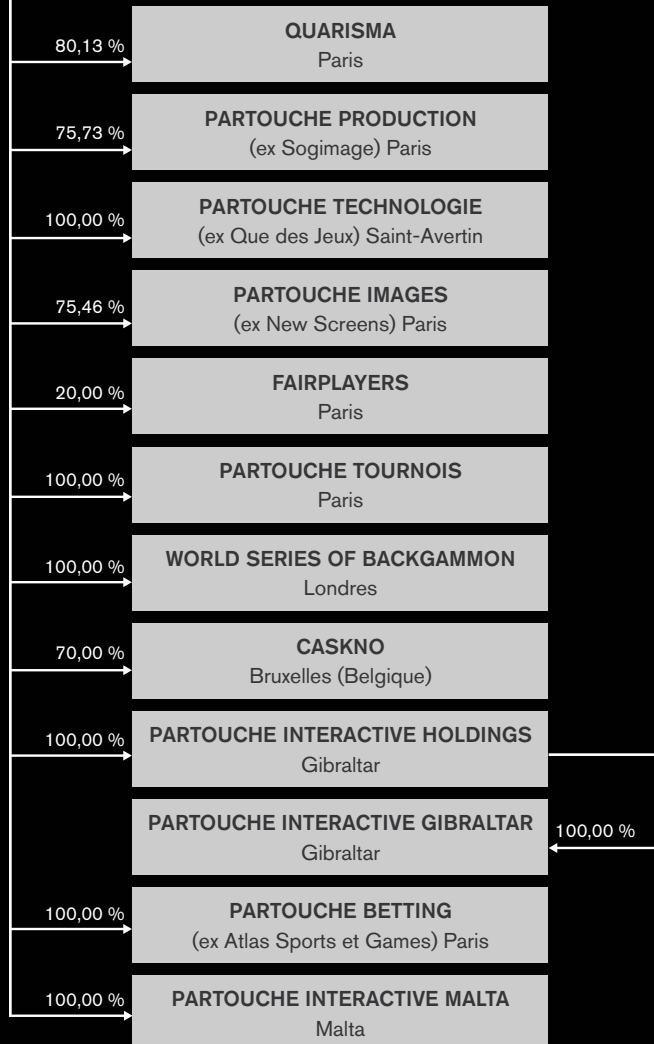 80,13 %
QUARISMA
Paris
75,73 %
PARTOUCHE PRODUCTION
(ex Sogimage) Paris
100,00 %
PARTOUCHE TECHNOLOGIE
(ex Que des Jeux) Saint-Avertin
75,46 %
PARTOUCHE IMAGES
(ex New Screens) Paris
20,00 %
FAIRPLAYERS
Paris
100,00 %
PARTOUCHE TOURNOIS
Paris
100,00 %
WORLD SERIES OF BACKGAMMON
Londres
70,00 %
CASKNO
Bruxelles (Belgique)
100,00 %
PARTOUCHE INTERACTIVE HOLDINGS
Gibraltar
PARTOUCHE INTERACTIVE GIBRALTAR
Gibraltar
100,00 %
100,00 %
PARTOUCHE BETTING
(ex Atlas Sports et Games) Paris
100,00 %
PARTOUCHE INTERACTIVE MALTA
Malta